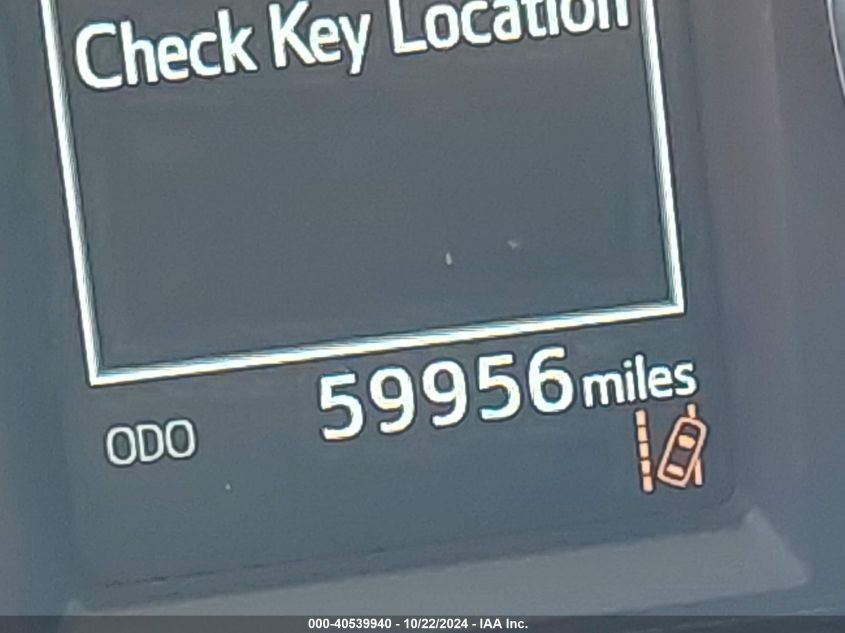 Check Key Location
59956 miles
ODO
000-40539940 - 10/22/2024 - IAA Inc.